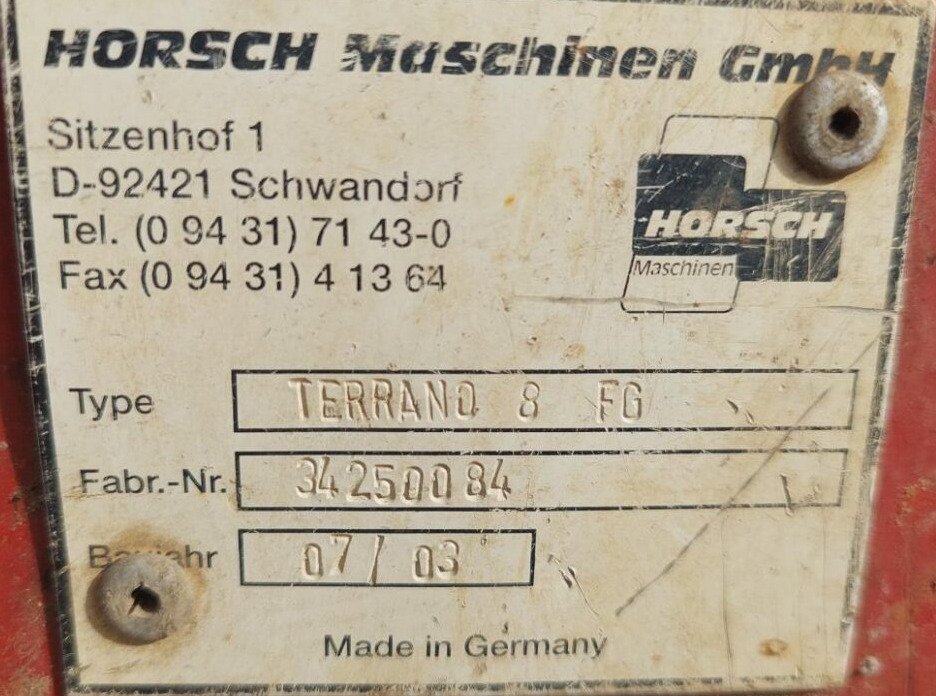 HORSCH Maschinen GmbH
Sitzenhof 1
D-92421 Schwandorf
Tel. (0 94 31) 71 43-0
Fax (0 94 31) 4 13 64
HORSCH
Maschinen
Type TERRANO 8 FG
Fabr.-Nr. 34250084
Baujahr 07/03
Made in Germany